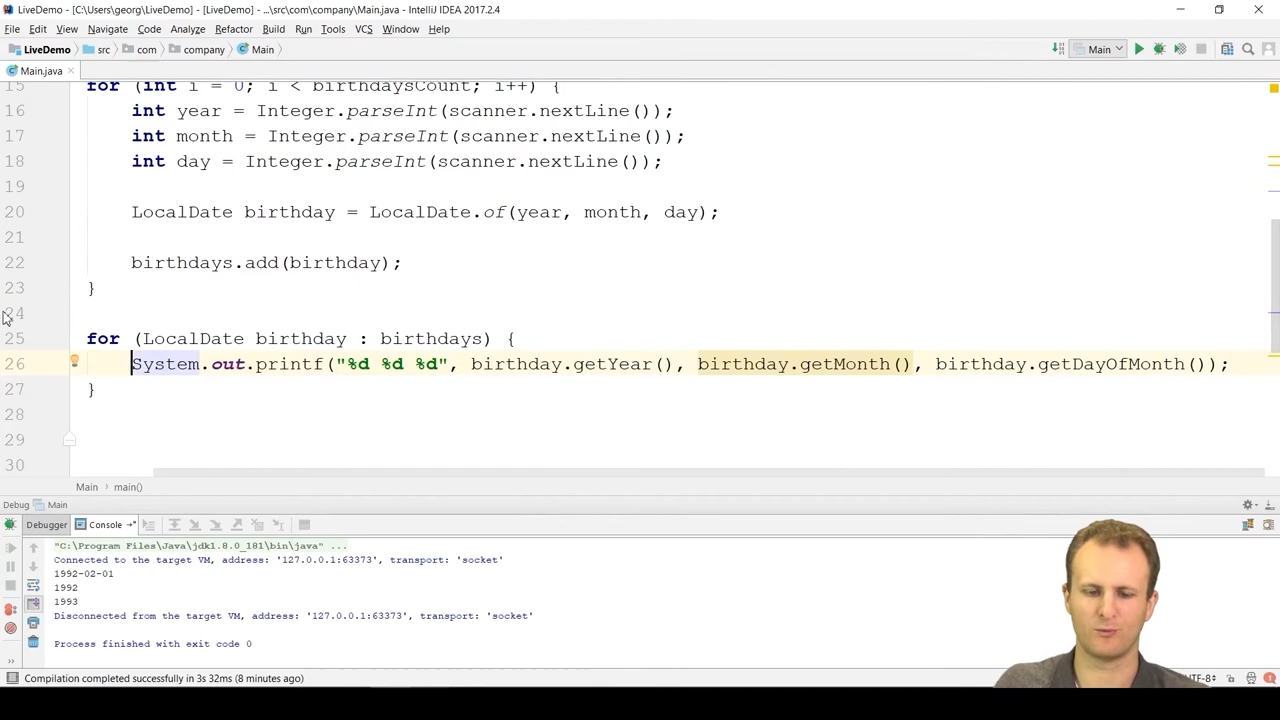 LiveDemo - [C:\Users\georg\LiveDemo] - [LiveDemo] - ...\src\com\company\Main.java - IntelliJ IDEA 2017.2.4
File Edit View Navigate Code Analyze Refactor Build Run Tools VCS Window Help
LiveDemo src com company Main Main
Main.java
15 for (int i = 0; i < birthdaysCount; i++) {
16 int year = Integer.parseInt(scanner.nextLine());
17 int month = Integer.parseInt(scanner.nextLine());
18 int day = Integer.parseInt(scanner.nextLine());
19
20 LocalDate birthday = LocalDate.of(year, month, day);
21
22 birthdays.add(birthday);
23 }
24
25 for (LocalDate birthday : birthdays) {
26 System.out.printf("%d %d %d", birthday.getYear(), birthday.getMonth(), birthday.getDayOfMonth());
27 }
28
29
30
Main main()
Debug Main
Debugger Console
"C:\Program Files\Java\jdk1.8.0_181\bin\java" ...
Connected to the target VM, address: '127.0.0.1:63373', transport: 'socket'
1992-02-01
1992
1993
Disconnected from the target VM, address: '127.0.0.1:63373', transport: 'socket'
Process finished with exit code 0
Compilation completed successfully in 3s 32ms (8 minutes ago) UTF-8